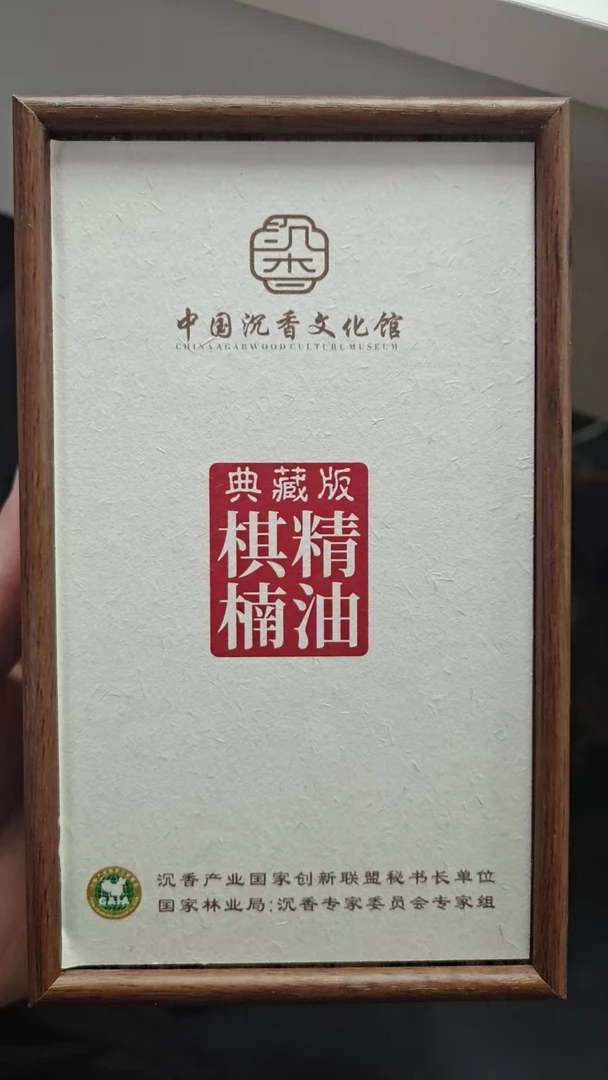 中国沉香文化馆
CHINA AGARWOOD CULTURE MUSEUM
典藏版
棋楠
精油
GAIA
沉香产业国家创新联盟秘书长单位
国家林业局:沉香专家委员会专家组